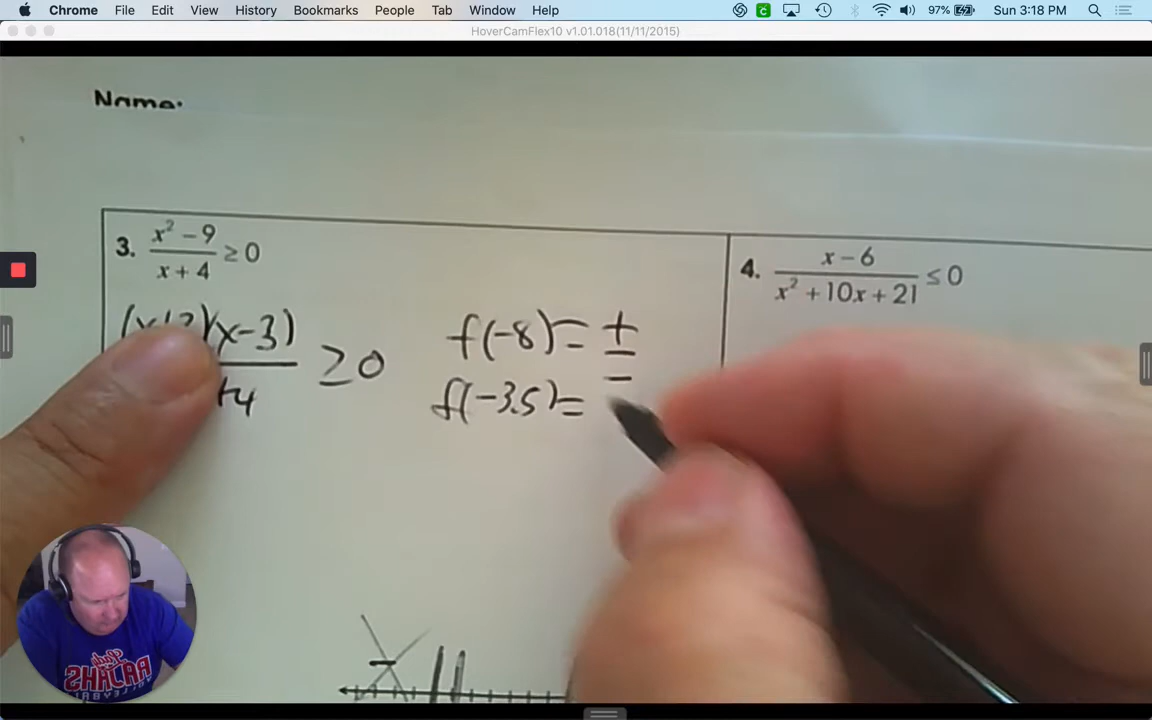 Chrome File Edit View History Bookmarks People Tab Window Help 97% Sun 3:18 PM
HoverCamFlex10 v1.01.018(11/11/2015)
Name:
3. x² – 9 / x + 4 ≥ 0
(x-3)
+4 ≥ 0
f(-8) = + / -
f(-3.5) =
4. x – 6 / x² + 10x + 21 ≤ 0